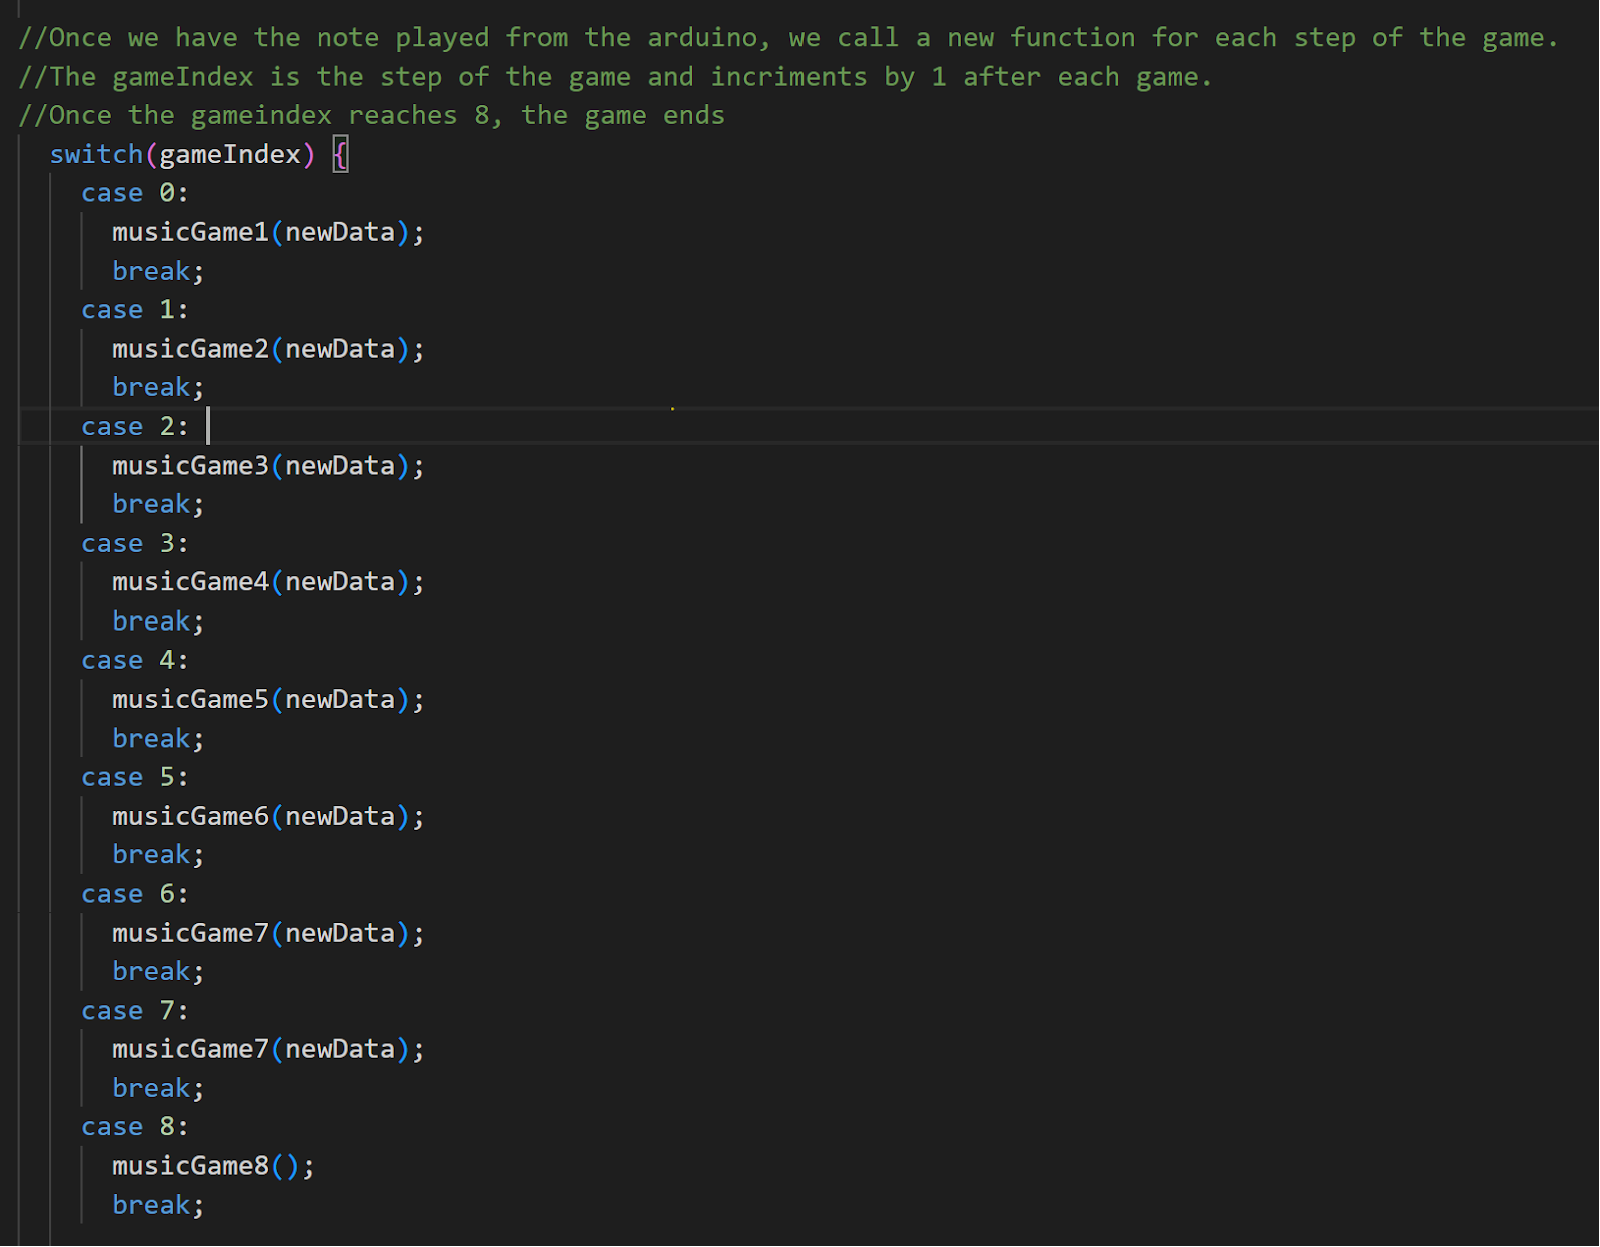 //Once we have the note played from the arduino, we call a new function for each step of the game.
//The gameIndex is the step of the game and incriments by 1 after each game.
//Once the gameindex reaches 8, the game ends
switch(gameIndex) {
case 0:
musicGame1(newData);
break;
case 1:
musicGame2(newData);
break;
case 2:
musicGame3(newData);
break;
case 3:
musicGame4(newData);
break;
case 4:
musicGame5(newData);
break;
case 5:
musicGame6(newData);
break;
case 6:
musicGame7(newData);
break;
case 7:
musicGame7(newData);
break;
case 8:
musicGame8();
break;